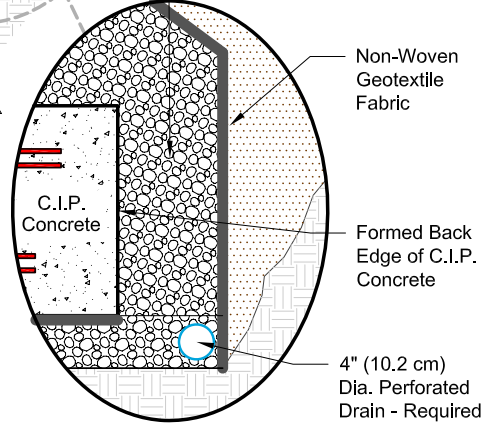 Non-Woven
Geotextile
Fabric
C.I.P.
Concrete
Formed Back
Edge of C.I.P.
Concrete
4" (10.2 cm)
Dia. Perforated
Drain - Required